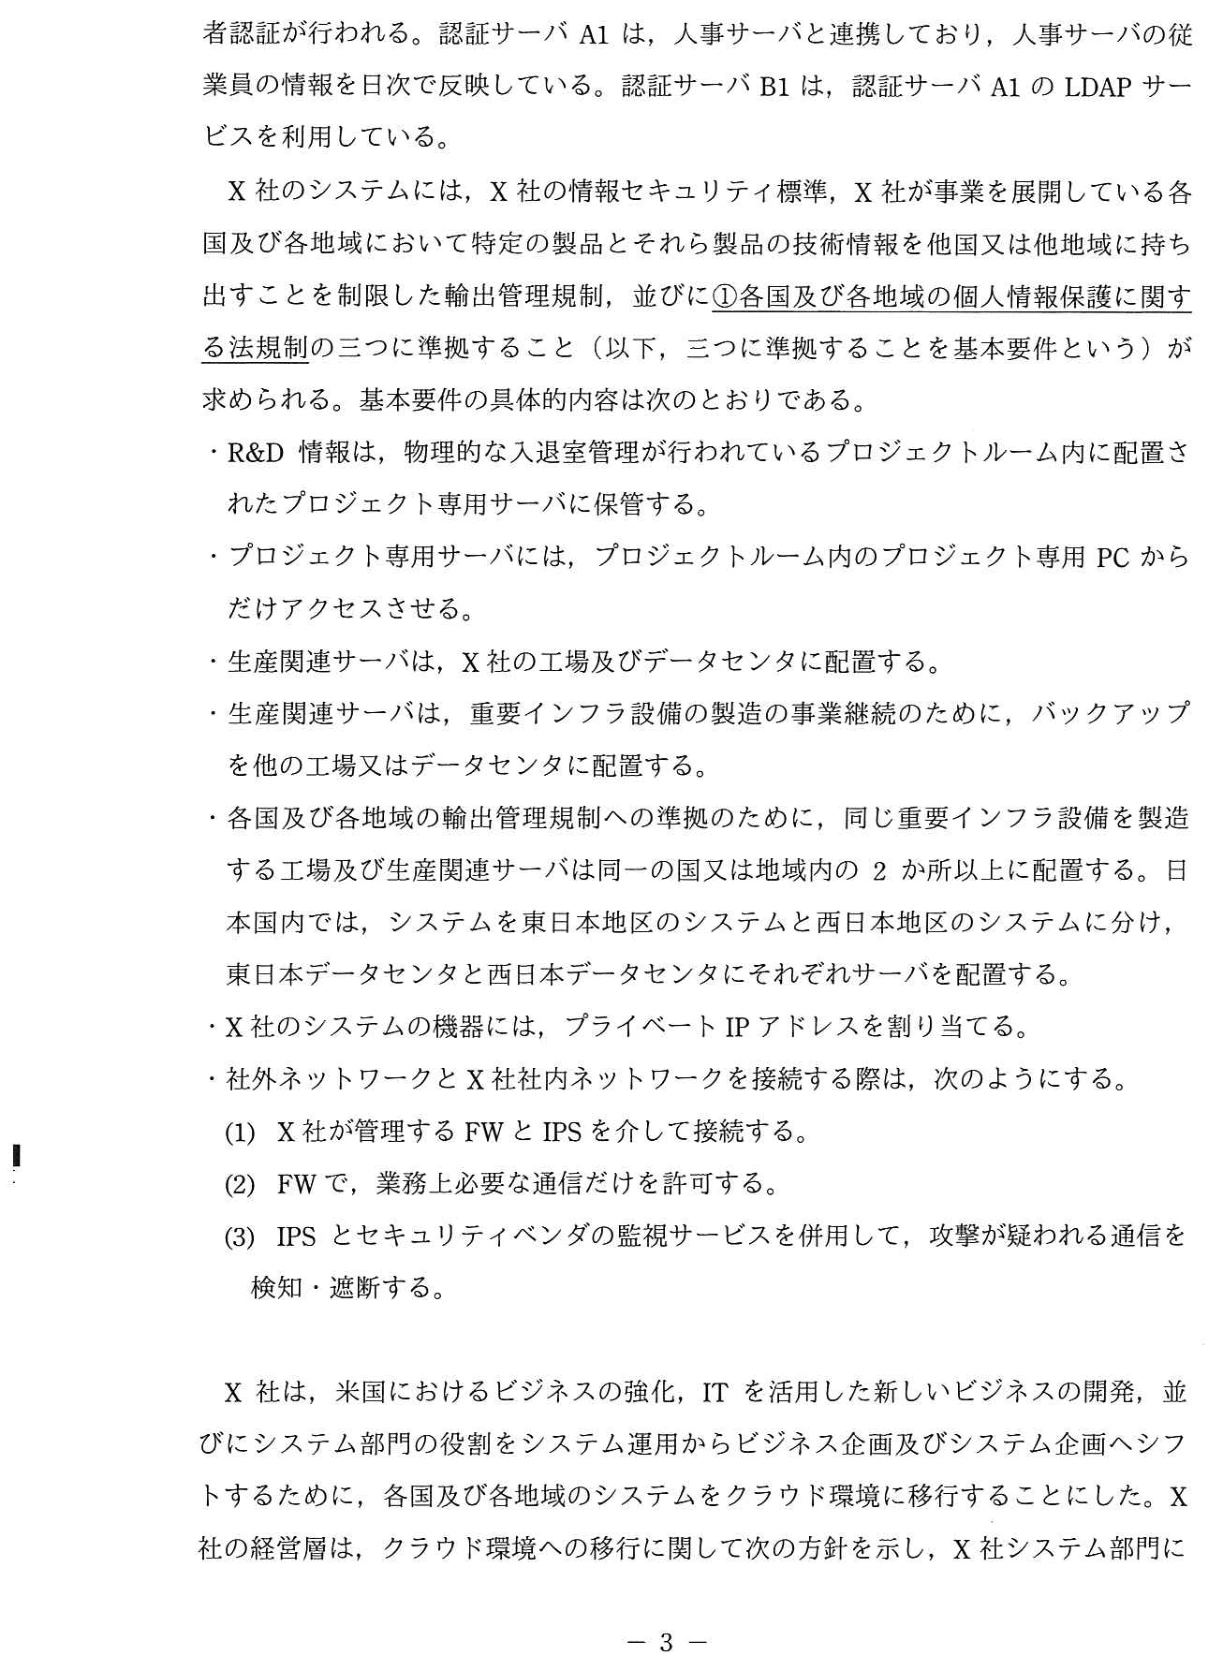 者認証が行われる。認証サーバ A1 は，人事サーバと連携しており，人事サーバの従
業員の情報を日次で反映している。認証サーバ B1 は，認証サーバ A1 の LDAP サー
ビスを利用している。
X 社のシステムには，X 社の情報セキュリティ標準，X 社が事業を展開している各
国及び各地域において特定の製品とそれら製品の技術情報を他国又は他地域に持ち
出すことを制限した輸出管理規制，並びに①各国及び各地域の個人情報保護に関す
る法規制の三つに準拠すること（以下，三つに準拠することを基本要件という）が
求められる。基本要件の具体的内容は次のとおりである。
・R&D 情報は，物理的な入退室管理が行われているプロジェクトルーム内に配置さ
れたプロジェクト専用サーバに保管する。
・プロジェクト専用サーバには，プロジェクトルーム内のプロジェクト専用 PC から
だけアクセスさせる。
・生産関連サーバは，X 社の工場及びデータセンタに配置する。
・生産関連サーバは，重要インフラ設備の製造の事業継続のために，バックアップ
を他の工場又はデータセンタに配置する。
・各国及び各地域の輸出管理規制への準拠のために，同じ重要インフラ設備を製造
する工場及び生産関連サーバは同一の国又は地域内の 2 か所以上に配置する。日
本国内では，システムを東日本地区のシステムと西日本地区のシステムに分け，
東日本データセンタと西日本データセンタにそれぞれサーバを配置する。
・X 社のシステムの機器には，プライベート IP アドレスを割り当てる。
・社外ネットワークと X 社社内ネットワークを接続する際は，次のようにする。
(1) X 社が管理する FW と IPS を介して接続する。
(2) FW で，業務上必要な通信だけを許可する。
(3) IPS とセキュリティベンダの監視サービスを併用して，攻撃が疑われる通信を
検知・遮断する。
X 社は，米国におけるビジネスの強化，IT を活用した新しいビジネスの開発，並
びにシステム部門の役割をシステム運用からビジネス企画及びシステム企画へシフ
トするために，各国及び各地域のシステムをクラウド環境に移行することにした。X
社の経営層は，クラウド環境への移行に関して次の方針を示し，X 社システム部門に
－ 3 －